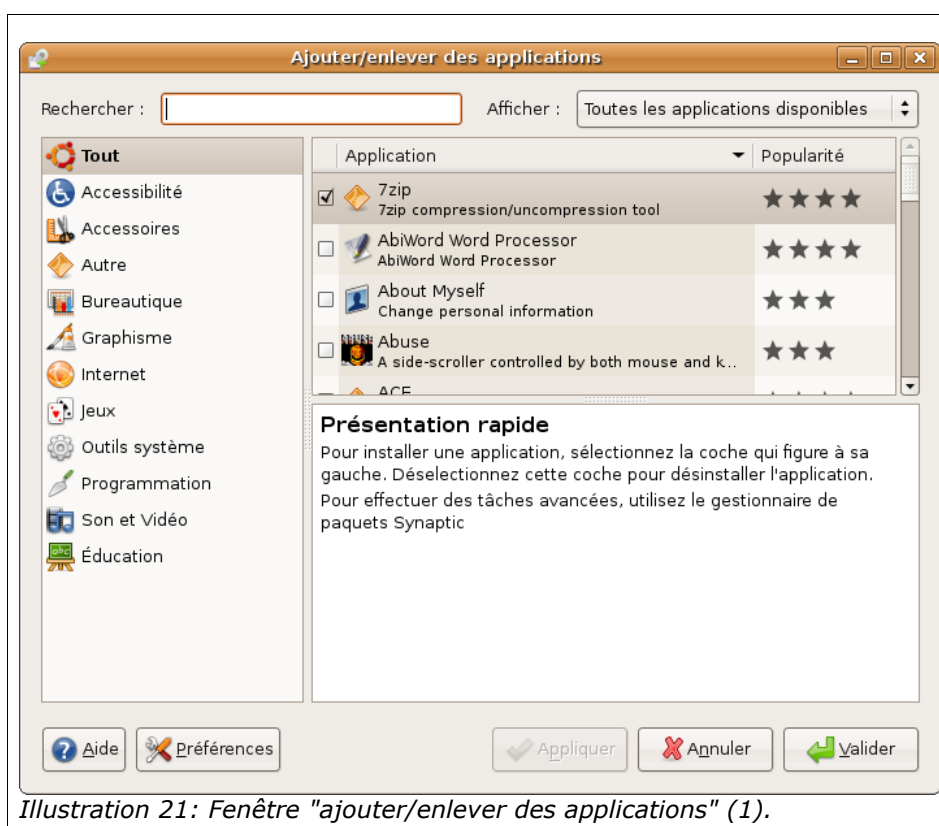 Ajouter/enlever des applications
Rechercher :
Afficher : Toutes les applications disponibles
Tout
Accessibilité
Accessoires
Autre
Bureautique
Graphisme
Internet
Jeux
Outils système
Programmation
Son et Vidéo
Éducation
Application Popularité
7zip
7zip compression/uncompression tool
AbiWord Word Processor
AbiWord Word Processor
About Myself
Change personal information
Abuse
A side-scroller controlled by both mouse and k...
ACE
Présentation rapide
Pour installer une application, sélectionnez la coche qui figure à sa
gauche. Déselectionnez cette coche pour désinstaller l'application.
Pour effectuer des tâches avancées, utilisez le gestionnaire de
paquets Synaptic
Aide Préférences Appliquer Annuler Valider
Illustration 21: Fenêtre "ajouter/enlever des applications" (1).